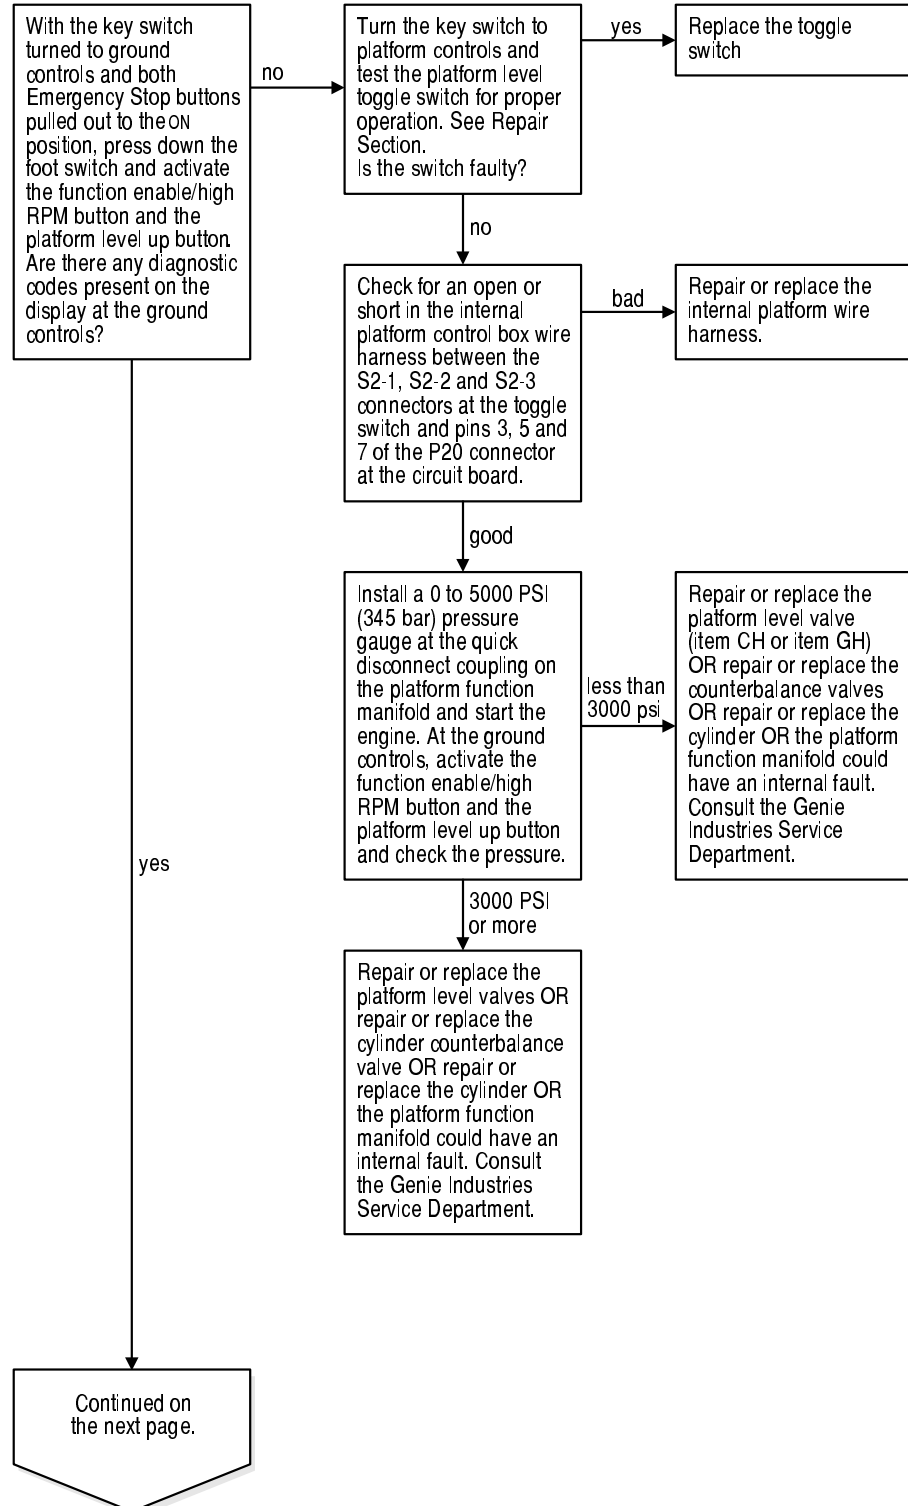 With the key switch
turned to ground
controls and both
Emergency Stop buttons
pulled out to the ON
position, press down the
foot switch and activate
the function enable/high
RPM button and the
platform level up button.
Are there any diagnostic
codes present on the
display at the ground
controls?
no
Turn the key switch to
platform controls and
test the platform level
toggle switch for proper
operation. See Repair
Section.
Is the switch faulty?
yes
Replace the toggle
switch
no
Check for an open or
short in the internal
platform control box wire
harness between the
S2-1, S2-2 and S2-3
connectors at the toggle
switch and pins 3, 5 and
7 of the P20 connector
at the circuit board.
bad
Repair or replace the
internal platform wire
harness.
good
Install a 0 to 5000 PSI
(345 bar) pressure
gauge at the quick
disconnect coupling on
the platform function
manifold and start the
engine. At the ground
controls, activate the
function enable/high
RPM button and the
platform level up button
and check the pressure.
less than
3000 psi
Repair or replace the
platform level valve
(item CH or item GH)
OR repair or replace the
counterbalance valves
OR repair or replace the
cylinder OR the platform
function manifold could
have an internal fault.
Consult the Genie
Industries Service
Department.
yes
3000 PSI
or more
Repair or replace the
platform level valves OR
repair or replace the
cylinder counterbalance
valve OR repair or
replace the cylinder OR
the platform function
manifold could have an
internal fault. Consult
the Genie Industries
Service Department.
Continued on
the next page.